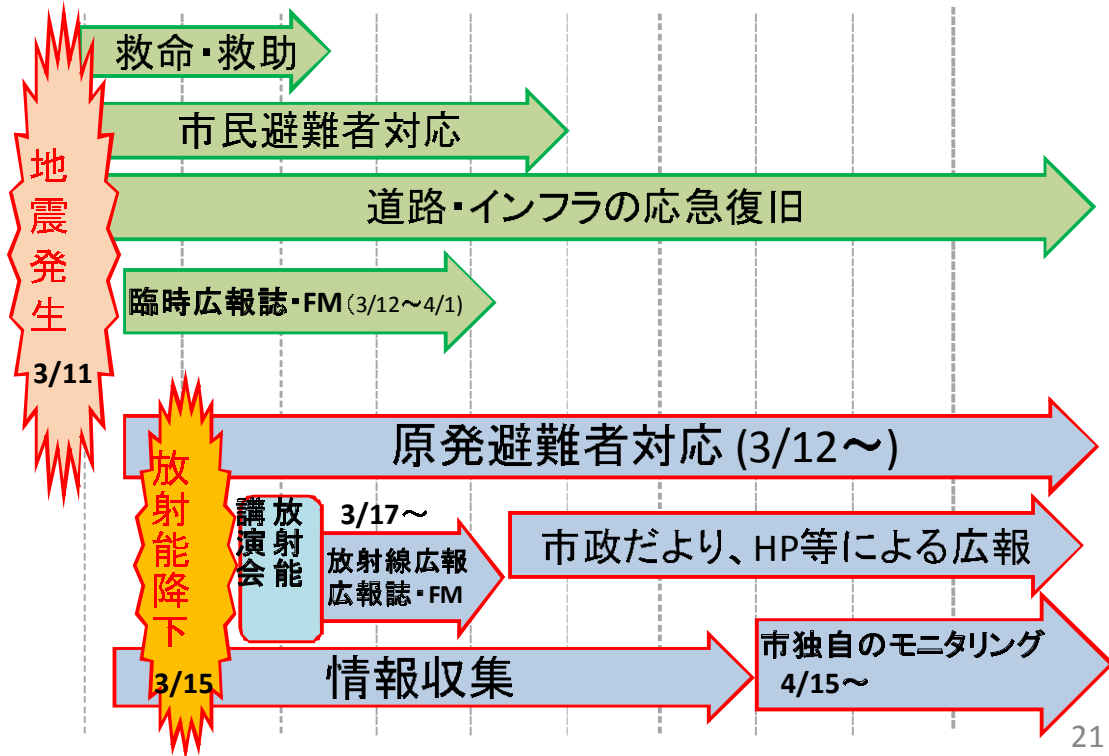 救命・救助
市民避難者対応
地震発生
3/11
道路・インフラの応急復旧
臨時広報誌・FM（3/12～4/1)
原発避難者対応 (3/12～)
放射能降下
3/15
放射能
講演会
3/17～
放射線広報
広報誌・FM
市政だより、HP等による広報
情報収集
市独自のモニタリング
4/15～
21